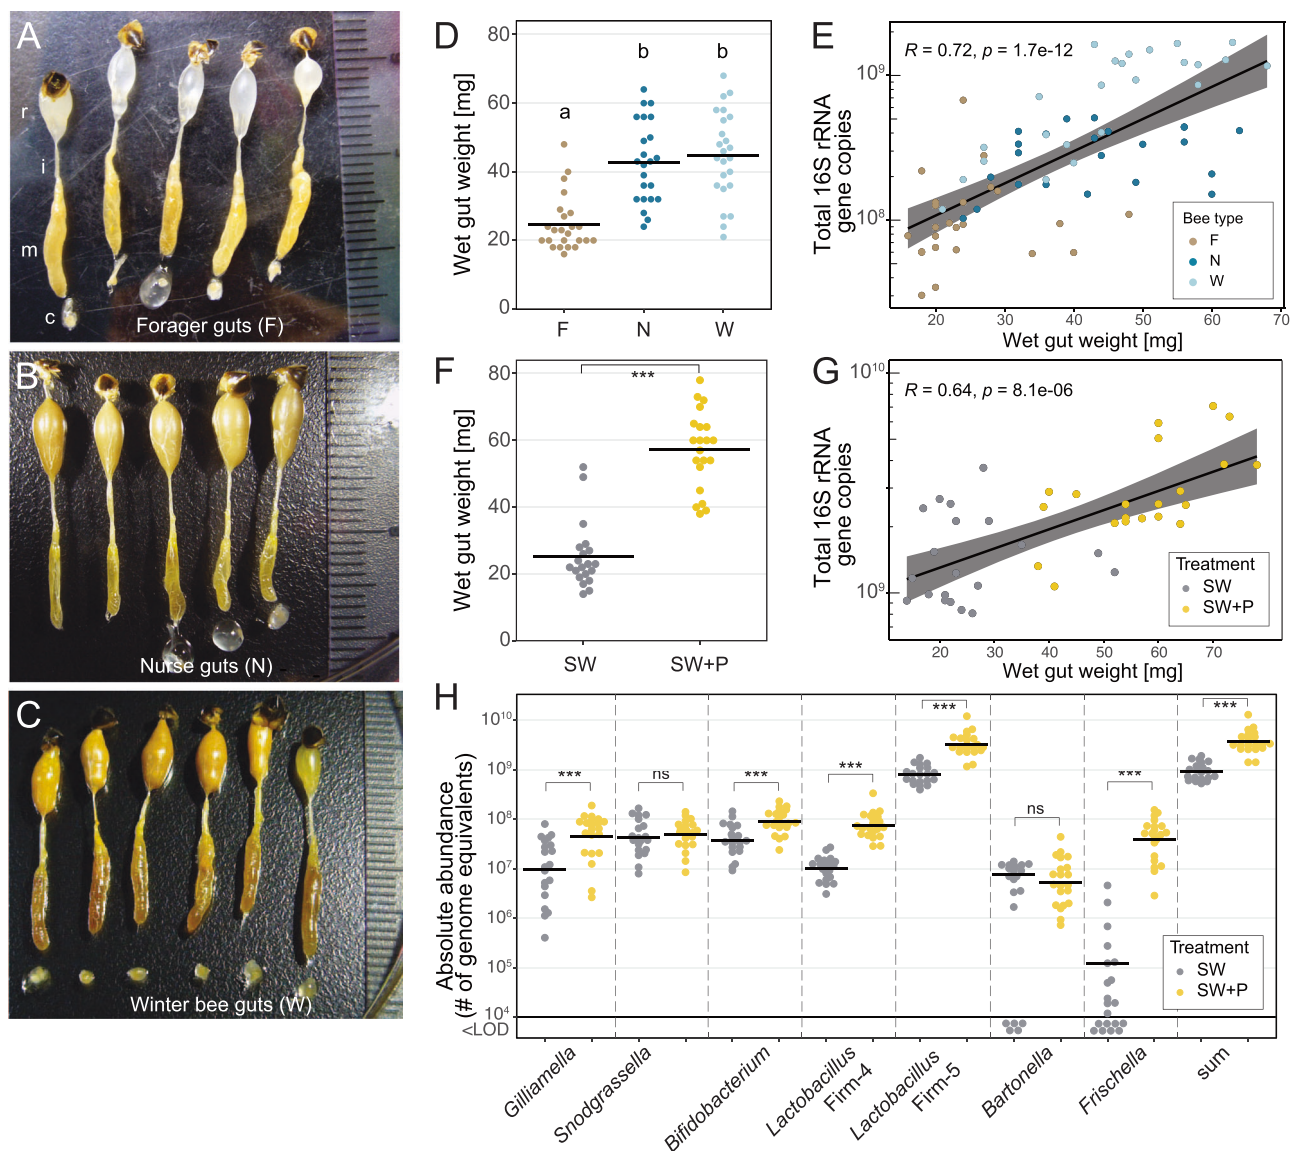 A
r
i
m
c
Forager guts (F)
B
Nurse guts (N)
C
Winter bee guts (W)
D
Wet gut weight [mg]
80
60
40
20
0
a
b
b
F
N
W
E
R = 0.72, p = 1.7e-12
Total 16S rRNA
gene copies
10⁹
10⁸
Bee type
F
N
W
20
30
40
50
60
70
Wet gut weight [mg]
F
Wet gut weight [mg]
80
60
40
20
0
***
SW
SW+P
G
R = 0.64, p = 8.1e-06
Total 16S rRNA
gene copies
10¹⁰
10⁹
Treatment
SW
SW+P
20
30
40
50
60
70
Wet gut weight [mg]
H
Absolute abundance
(# of genome equivalents)
10¹⁰
10⁹
10⁸
10⁷
10⁶
10⁵
10⁴
<LOD
***
ns
***
***
***
ns
***
***
Treatment
SW
SW+P
Gilliamella
Snodgrassella
Bifidobacterium
Lactobacillus
Firm-4
Lactobacillus
Firm-5
Bartonella
Frischella
sum